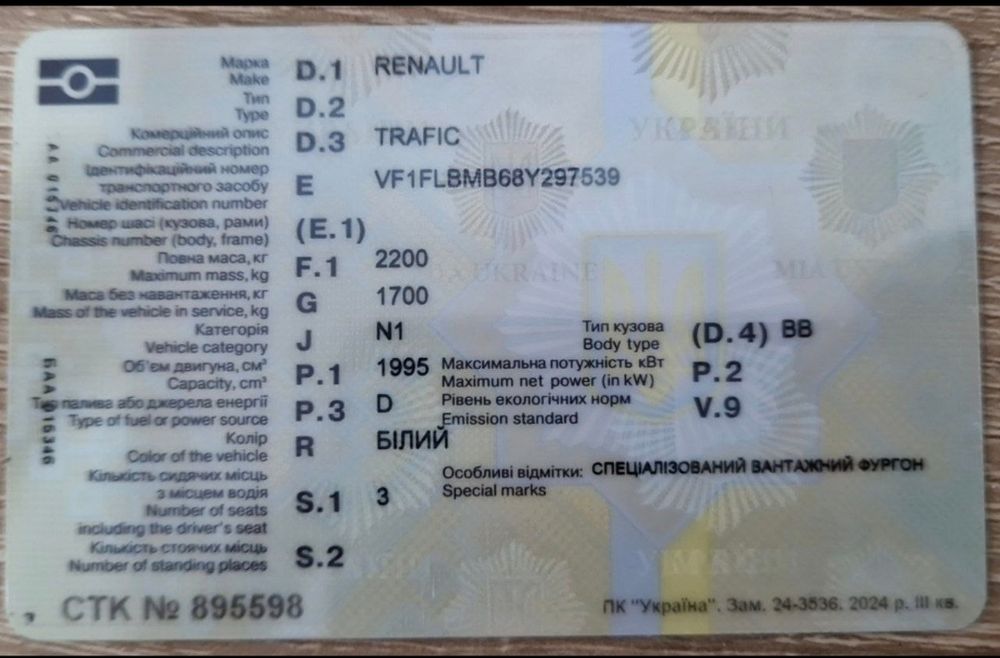 Марка D.1 RENAULT
Make
Тип D.2
Type
Комерційний опис D.3 TRAFIC
Commercial description
Ідентифікаційний номер
транспортного засобу E VF1FLBMB68Y297539
Vehicle identification number
Номер шасі (кузова, рами) (E.1)
Chassis number (body, frame)
Повна маса, кг F.1 2200
Maximum mass, kg
Маса без навантаження, кг G 1700
Mass of the vehicle in service, kg
Категорія J N1 Тип кузова (D.4) BB
Vehicle category Body type
Об'єм двигуна, см³ P.1 1995 Максимальна потужність кВт P.2
Capacity, cm³ Maximum net power (in kW)
Тип палива або джерела енергії P.3 D Рівень екологічних норм V.9
Type of fuel or power source Emission standard
Колір R БІЛИЙ
Color of the vehicle
Кількість сидячих місць Особливі відмітки: СПЕЦІАЛІЗОВАНИЙ ВАНТАЖНИЙ ФУРГОН
з місцем водія S.1 3 Special marks
Number of seats
including the driver's seat
Кількість стоячих місць S.2
Number of standing places
СТК № 895598 ПК "Україна". Зам. 24-3536. 2024 р. III кв.
УКРАЇНИ
UKRAINE